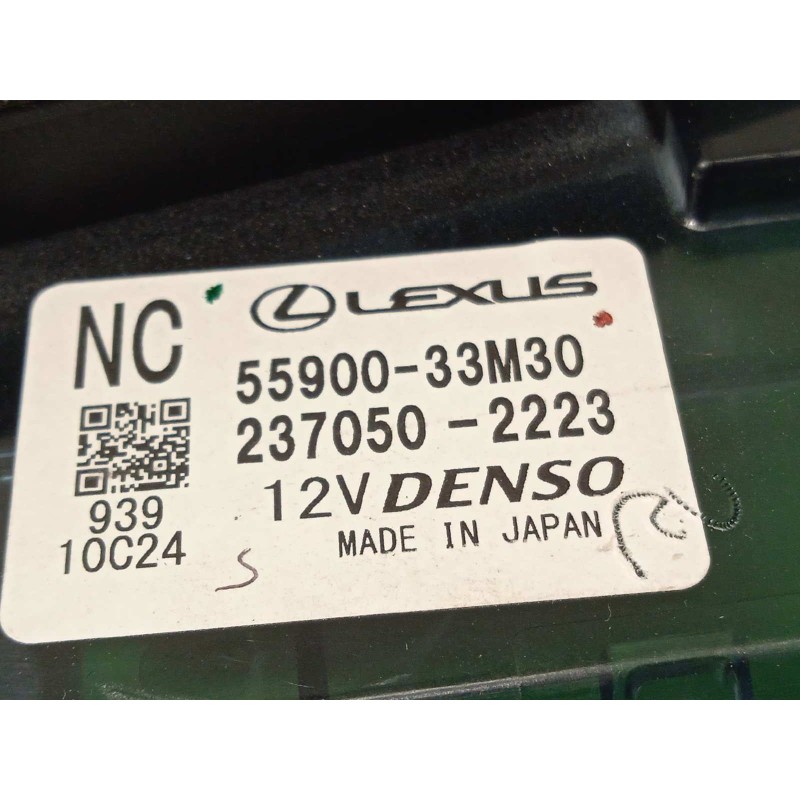 NC
LEXUS
55900-33M30
237050-2223
12V DENSO
MADE IN JAPAN
939
10C24
S